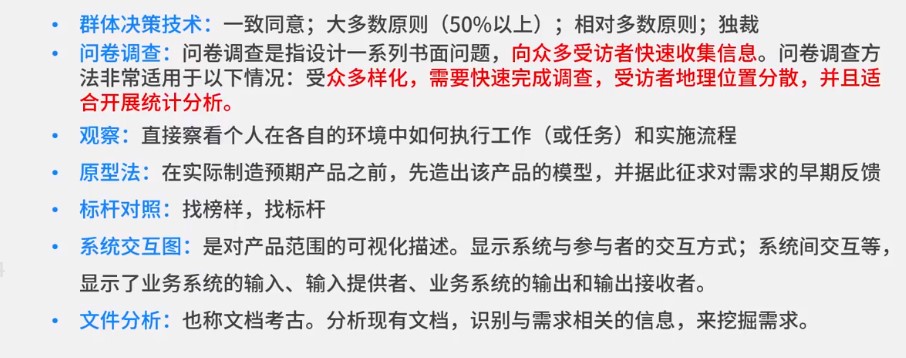 • 群体决策技术：一致同意；大多数原则（50%以上）；相对多数原则；独裁
• 问卷调查：问卷调查是指设计一系列书面问题，向众多受访者快速收集信息。问卷调查方
法非常适用于以下情况：受众多样化，需要快速完成调查，受访者地理位置分散，并且适
合开展统计分析。
• 观察：直接察看个人在各自的环境中如何执行工作（或任务）和实施流程
• 原型法：在实际制造预期产品之前，先造出该产品的模型，并据此征求对需求的早期反馈
• 标杆对照：找榜样，找标杆
• 系统交互图：是对产品范围的可视化描述。显示系统与参与者的交互方式；系统间交互等，
显示了业务系统的输入、输入提供者、业务系统的输出和输出接收者。
• 文件分析：也称文档考古。分析现有文档，识别与需求相关的信息，来挖掘需求。